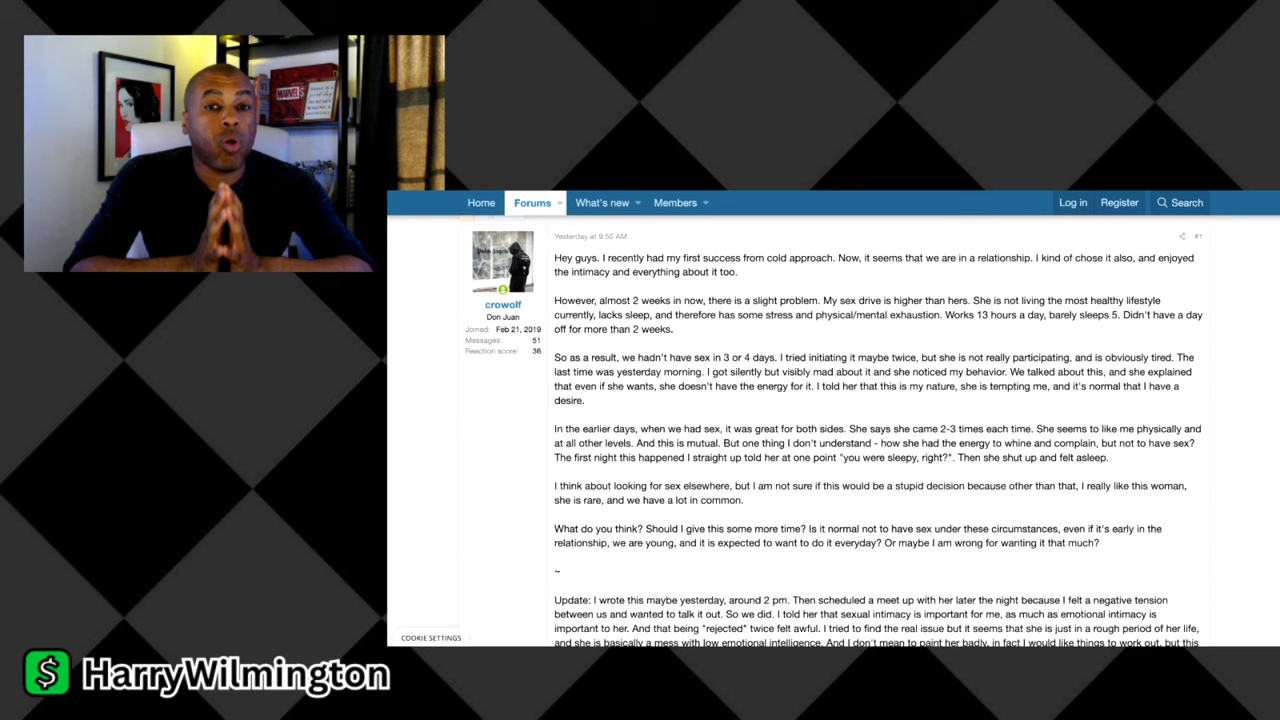 MARVELS
Home
Forums
What's new
Members
Log in
Register
Search
Yesterday at 9:50 AM
#1
crowolf
Don Juan
Joined: Feb 21, 2019
Messages: 51
Reaction score: 36
Hey guys. I recently had my first success from cold approach. Now, it seems that we are in a relationship. I kind of chose it also, and enjoyed
the intimacy and everything about it too.
However, almost 2 weeks in now, there is a slight problem. My sex drive is higher than hers. She is not living the most healthy lifestyle
currently, lacks sleep, and therefore has some stress and physical/mental exhaustion. Works 13 hours a day, barely sleeps 5. Didn't have a day
off for more than 2 weeks.
So as a result, we hadn't have sex in 3 or 4 days. I tried initiating it maybe twice, but she is not really participating, and is obviously tired. The
last time was yesterday morning. I got silently but visibly mad about it and she noticed my behavior. We talked about this, and she explained
that even if she wants, she doesn't have the energy for it. I told her that this is my nature, she is tempting me, and it's normal that I have a
desire.
In the earlier days, when we had sex, it was great for both sides. She says she came 2-3 times each time. She seems to like me physically and
at all other levels. And this is mutual. But one thing I don't understand - how she had the energy to whine and complain, but not to have sex?
The first night this happened I straight up told her at one point "you were sleepy, right?". Then she shut up and felt asleep.
I think about looking for sex elsewhere, but I am not sure if this would be a stupid decision because other than that, I really like this woman,
she is rare, and we have a lot in common.
What do you think? Should I give this some more time? Is it normal not to have sex under these circumstances, even if it's early in the
relationship, we are young, and it is expected to want to do it everyday? Or maybe I am wrong for wanting it that much?
~
Update: I wrote this maybe yesterday, around 2 pm. Then scheduled a meet up with her later the night because I felt a negative tension
between us and wanted to talk it out. So we did. I told her that sexual intimacy is important for me, as much as emotional intimacy is
important to her. And that being "rejected" twice felt awful. I tried to find the real issue but it seems that she is just in a rough period of her life,
and she is basically a mess with low emotional intelligence. And I don't mean to paint her badly, in fact I would like things to work out, but this
COOKIE SETTINGS
$ HarryWilmington